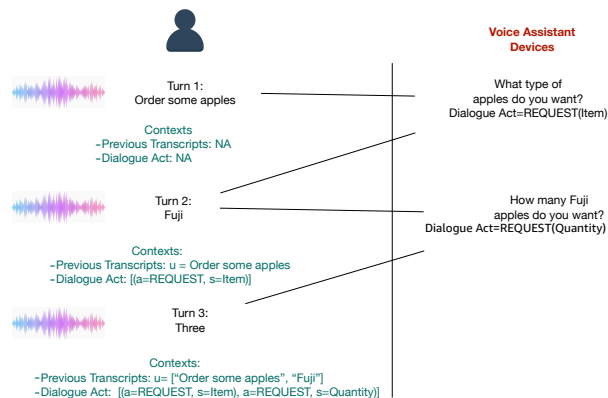 Voice Assistant
Devices
Turn 1:
Order some apples
What type of
apples do you want?
Dialogue Act=REQUEST(Item)
Contexts
-Previous Transcripts: NA
-Dialogue Act: NA
Turn 2:
Fuji
How many Fuji
apples do you want?
Dialogue Act=REQUEST(Quantity)
Contexts:
-Previous Transcripts: u = Order some apples
-Dialogue Act: [(a=REQUEST, s=Item)]
Turn 3:
Three
Contexts:
-Previous Transcripts: u= [“Order some apples”, “Fuji”]
-Dialogue Act:  [(a=REQUEST, s=Item), a=REQUEST, s=Quantity)]